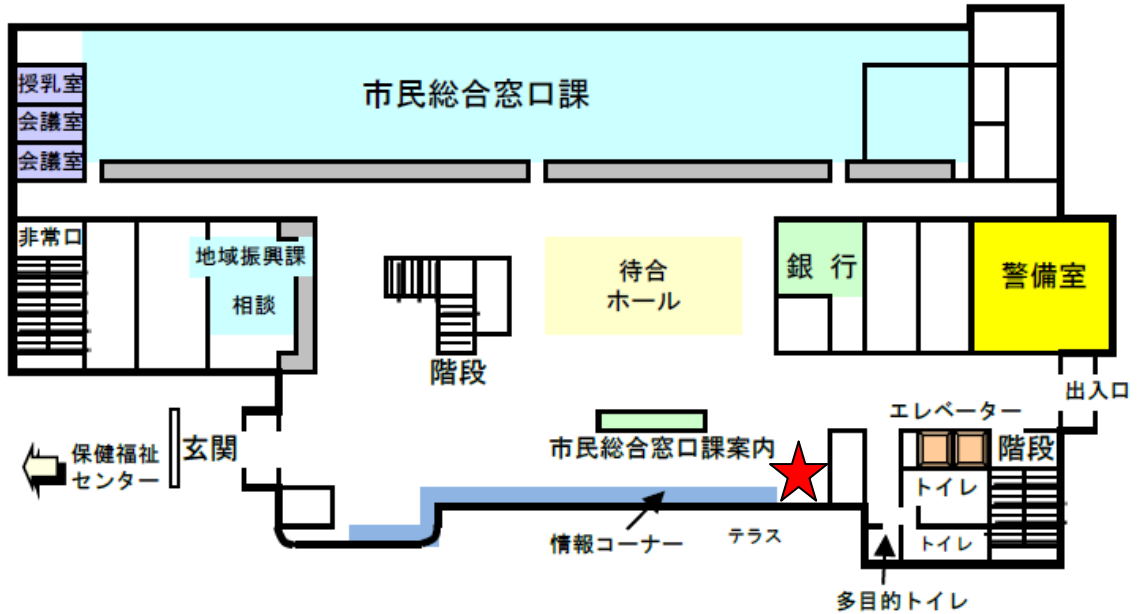 授乳室
市民総合窓口課
会議室
会議室
非常口
地域振興課
相談
待合
ホール
銀 行
警備室
階段
出入口
エレベーター
玄関
保健福祉
センター
市民総合窓口課案内
階段
トイレ
情報コーナー
テラス
トイレ
多目的トイレ